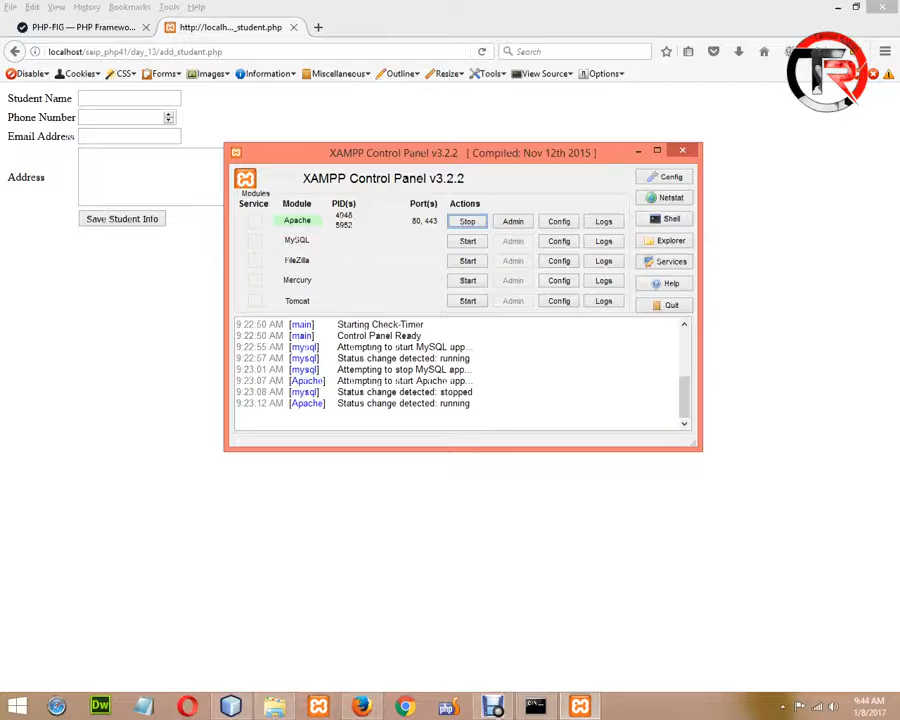 File Edit View History Bookmarks Tools Help
PHP-FIG — PHP Framewo... http://localh..._student.php
localhost/seip_php41/day_13/add_student.php Search
Disable Cookies CSS Forms Images Information Miscellaneous Outline Resize Tools View Source Options
TR
Student Name
Phone Number
Email Address
Address
Save Student Info
XAMPP Control Panel v3.2.2 [ Compiled: Nov 12th 2015 ]
XAMPP Control Panel v3.2.2
Config
Modules
Service Module PID(s) Port(s) Actions
Netstat
Apache 4948 5952 80, 443 Stop Admin Config Logs
Shell
MySQL Start Admin Config Logs
Explorer
FileZilla Start Admin Config Logs
Services
Mercury Start Admin Config Logs
Help
Tomcat Start Admin Config Logs
Quit
9:22:50 AM [main] Starting Check-Timer
9:22:50 AM [main] Control Panel Ready
9:22:55 AM [mysql] Attempting to start MySQL app...
9:22:57 AM [mysql] Status change detected: running
9:23:01 AM [mysql] Attempting to stop MySQL app...
9:23:07 AM [Apache] Attempting to start Apache app...
9:23:08 AM [mysql] Status change detected: stopped
9:23:12 AM [Apache] Status change detected: running
Dw
php
9:44 AM
1/8/2017